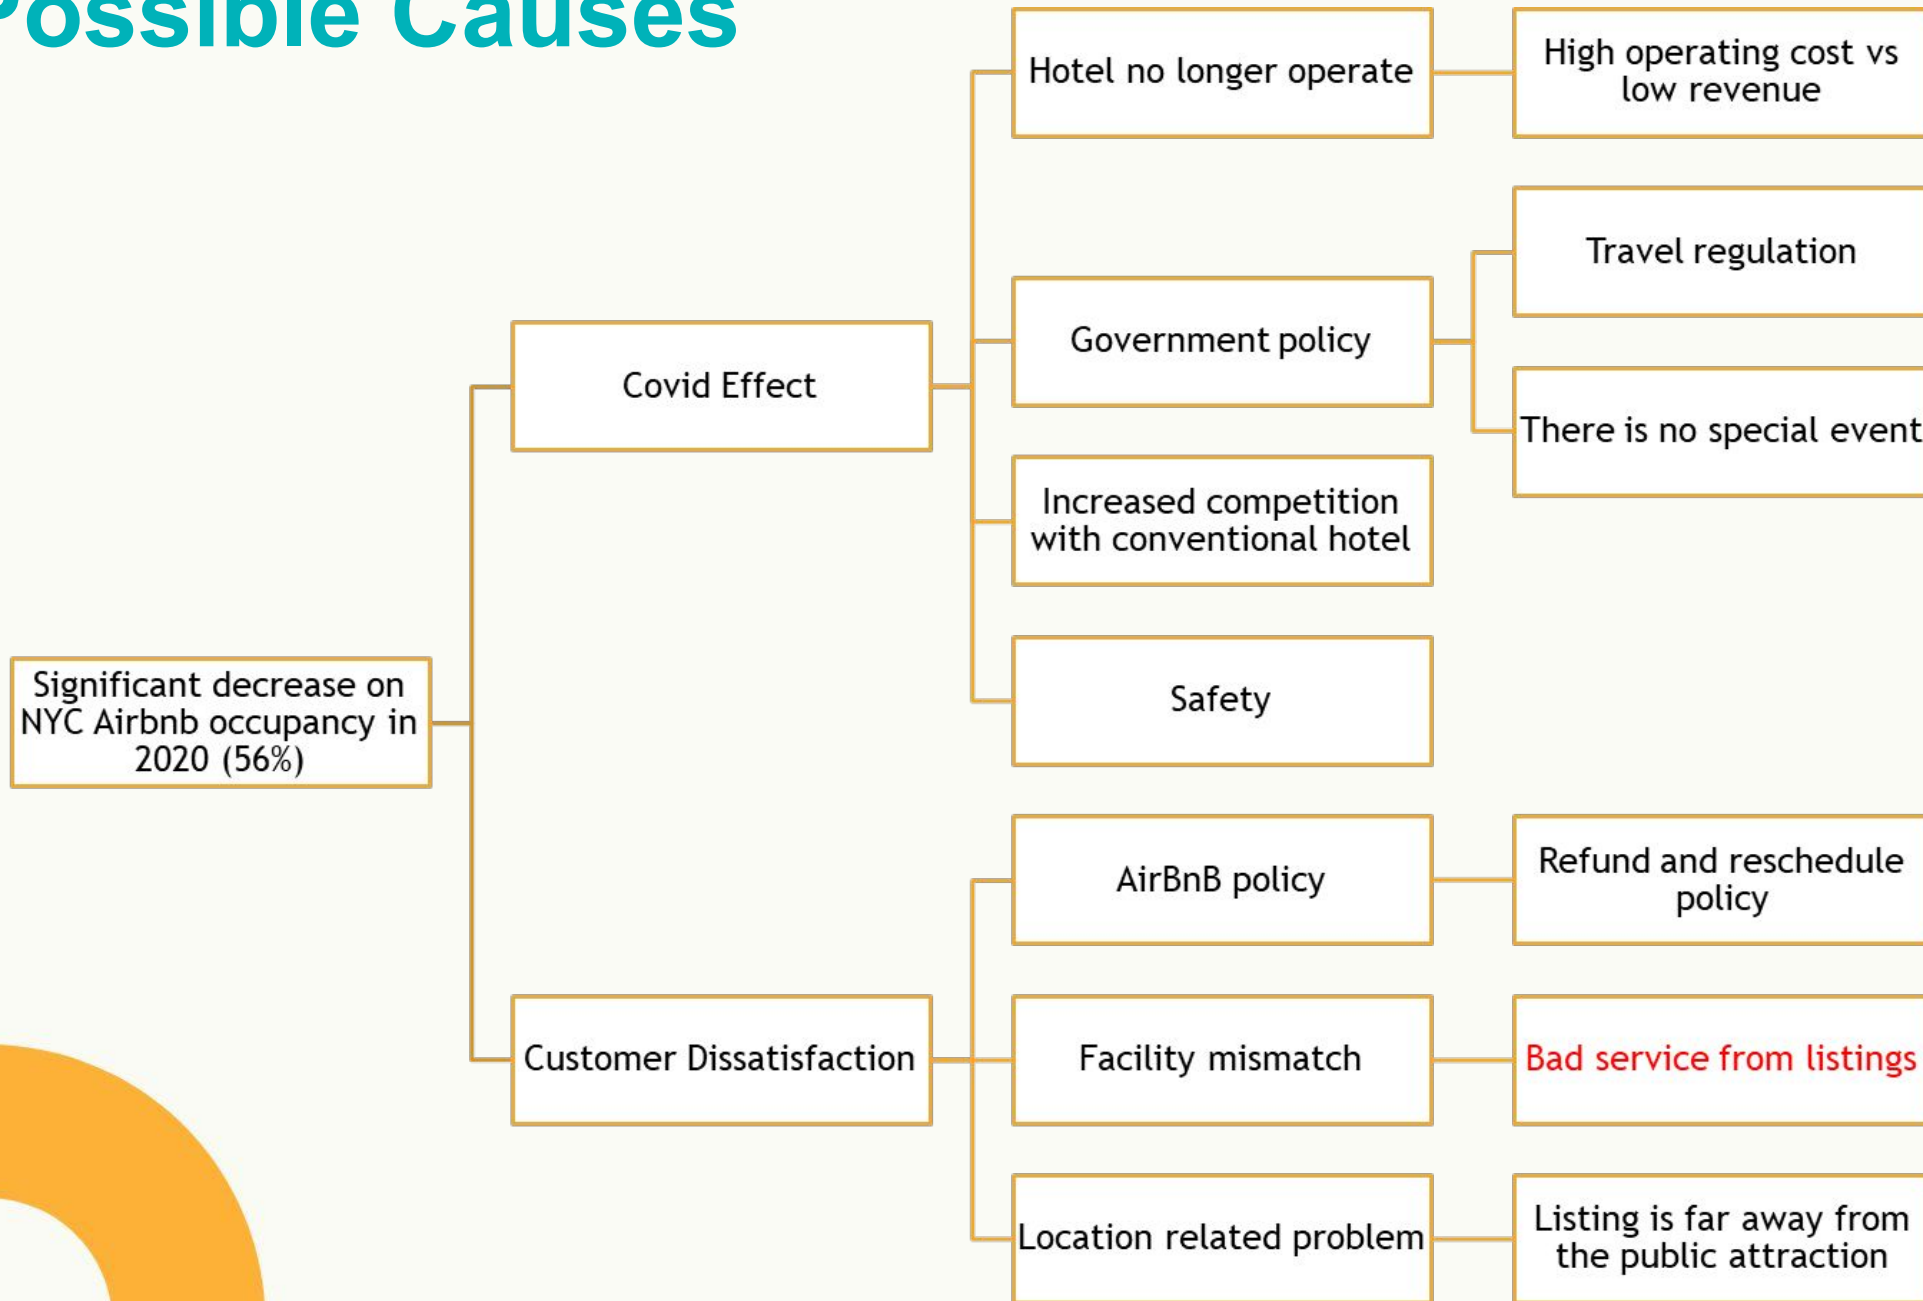 Possible Causes
Hotel no longer operate
High operating cost vs
low revenue
Travel regulation
Government policy
Covid Effect
There is no special event
Increased competition
with conventional hotel
Safety
Significant decrease on
NYC Airbnb occupancy in
2020 (56%)
AirBnB policy
Refund and reschedule
policy
Customer Dissatisfaction
Facility mismatch
Bad service from listings
Location related problem
Listing is far away from
the public attraction